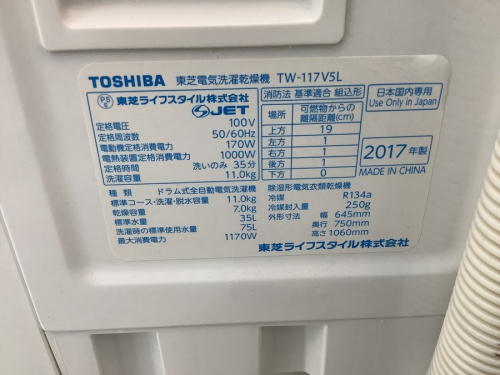 TOSHIBA 東芝電気洗濯乾燥機 TW-117V5L
PSE 東芝ライフスタイル株式会社
S JET
定格電圧 100V
定格周波数 50/60Hz
電動機定格消費電力 170W
電熱装置定格消費電力 1000W
定格時間 洗いのみ 35分
洗濯容量 11.0kg
消防法 基準適合 組込形
場所 可燃物からの離隔距離(cm)
上方 19
左方 1
右方 1
後方 1
下方 0
日本国内専用
Use Only in Japan
2017 年製
MADE IN CHINA
種類 ドラム式全自動電気洗濯機
標準コース・洗濯・脱水容量 11.0kg
乾燥容量 7.0kg
標準水量 35L
洗濯時の標準使用水量 75L
最大消費電力 1170W
除湿形電気衣類乾燥機
冷媒 R134a
冷媒封入量 250g
外形寸法 幅 645mm
奥行 750mm
高さ 1060mm
東芝ライフスタイル株式会社